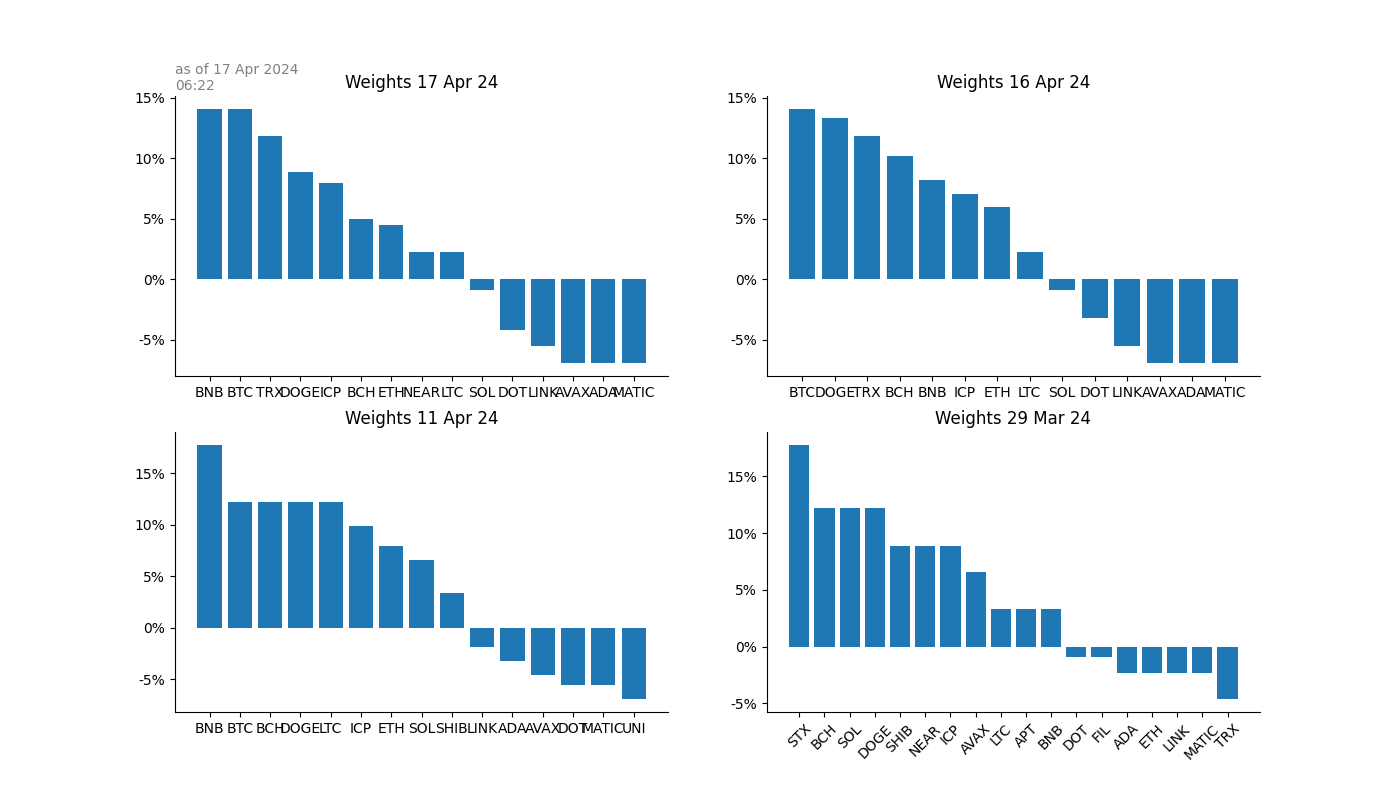 as of 17 Apr 2024
06:22
Weights 17 Apr 24
15%
10%
5%
0%
-5%
BNB BTC TRX DOGE ICP BCH ETH NEAR LTC SOL DOT LINK AVAX ADA MATIC
Weights 16 Apr 24
15%
10%
5%
0%
-5%
BTC DOGE TRX BCH BNB ICP ETH LTC SOL DOT LINK AVAX ADA MATIC
Weights 11 Apr 24
15%
10%
5%
0%
-5%
BNB BTC BCH DOGE LTC ICP ETH SOL SHIB LINK ADA AVAX DOT MATIC UNI
Weights 29 Mar 24
15%
10%
5%
0%
-5%
STX BCH SOL DOGE SHIB NEAR ICP AVAX LTC APT BNB DOT FIL ADA ETH LINK MATIC TRX